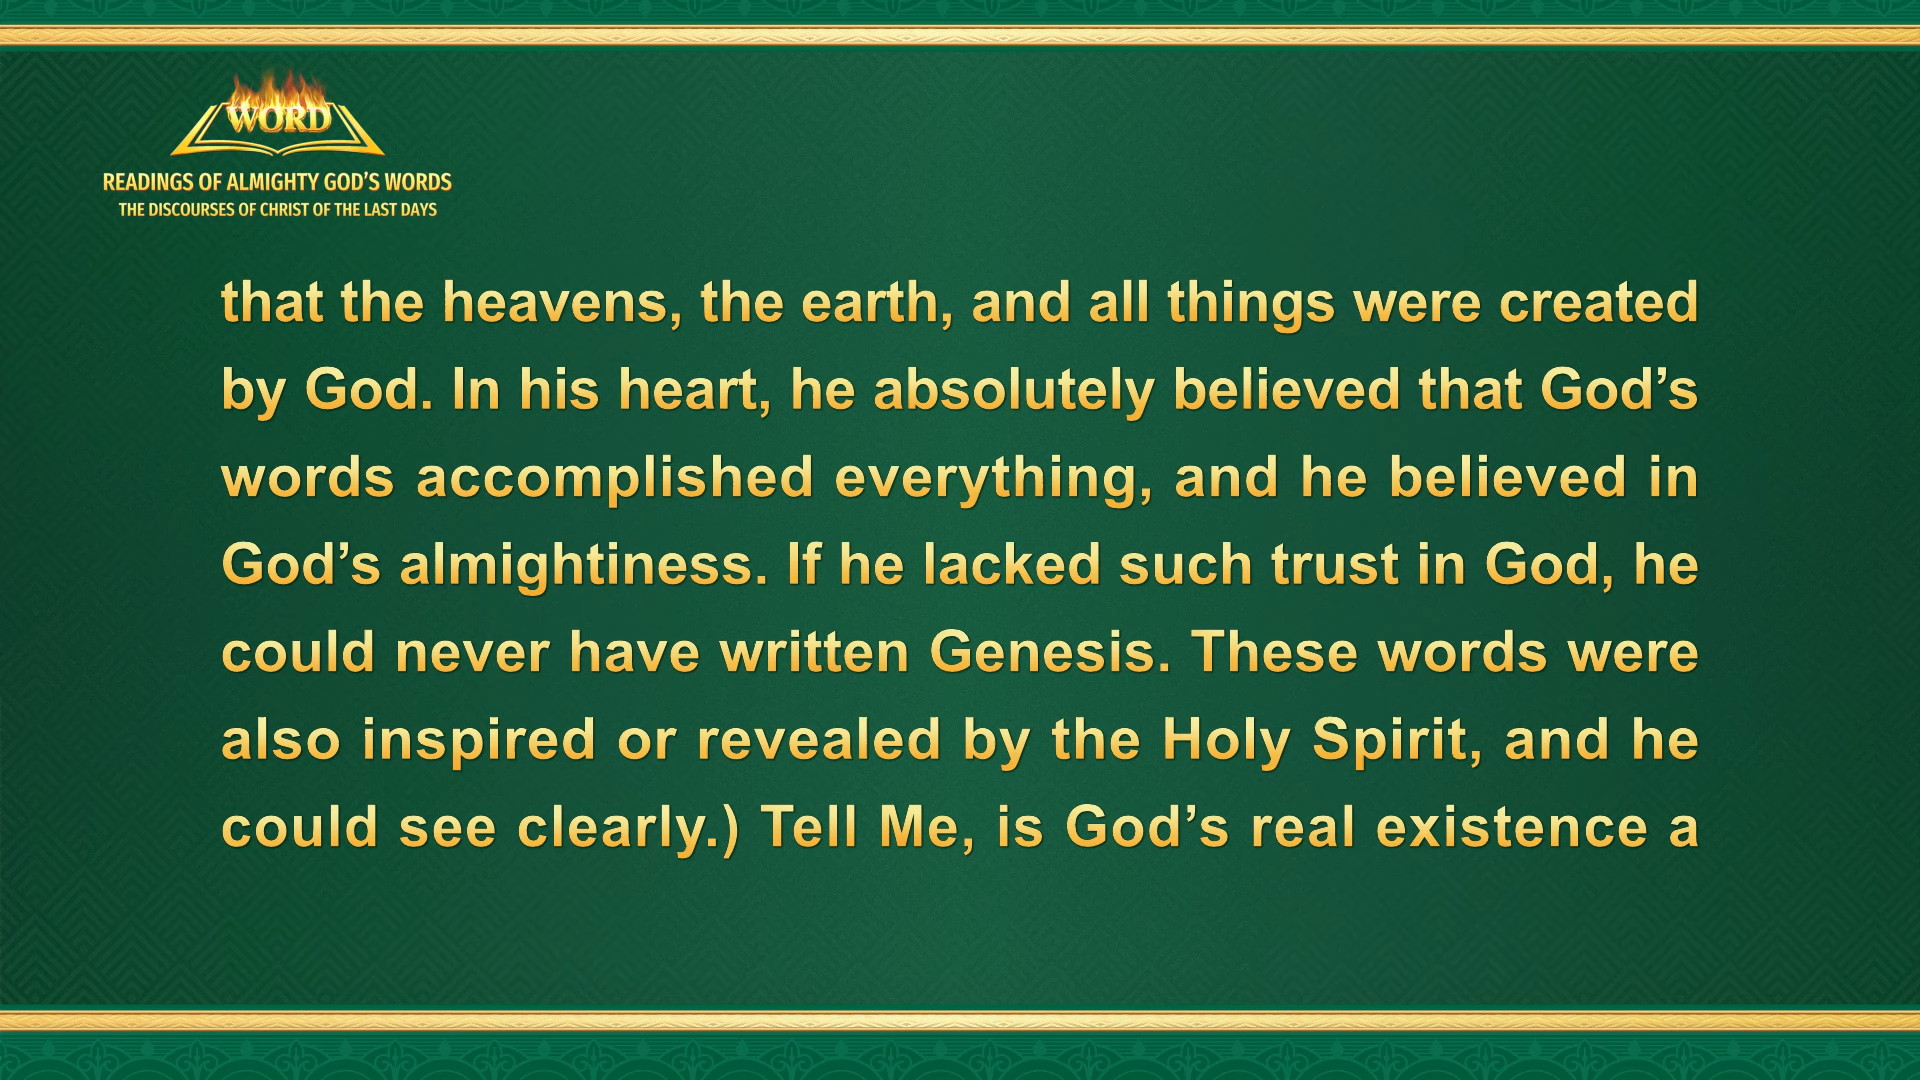 WORD
READINGS OF ALMIGHTY GOD’S WORDS
THE DISCOURSES OF CHRIST OF THE LAST DAYS
that the heavens, the earth, and all things were created
by God. In his heart, he absolutely believed that God’s
words accomplished everything, and he believed in
God’s almightiness. If he lacked such trust in God, he
could never have written Genesis. These words were
also inspired or revealed by the Holy Spirit, and he
could see clearly.) Tell Me, is God’s real existence a